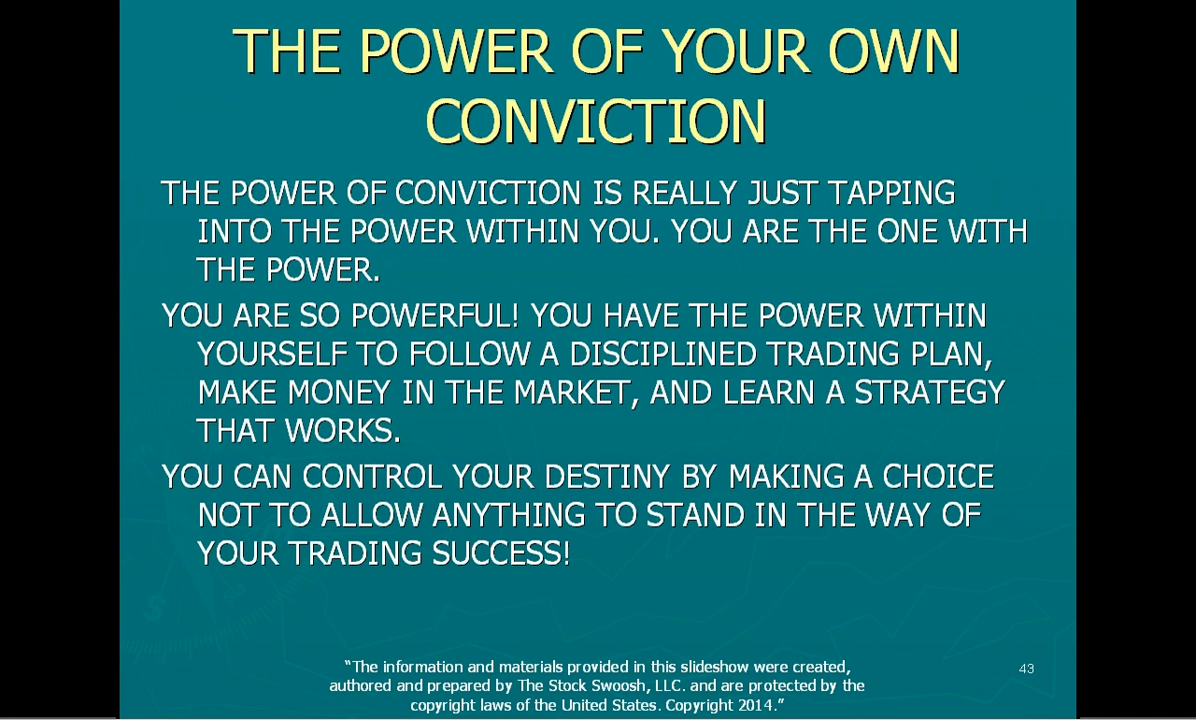 THE POWER OF YOUR OWN
CONVICTION
THE POWER OF CONVICTION IS REALLY JUST TAPPING
INTO THE POWER WITHIN YOU. YOU ARE THE ONE WITH
THE POWER.
YOU ARE SO POWERFUL! YOU HAVE THE POWER WITHIN
YOURSELF TO FOLLOW A DISCIPLINED TRADING PLAN,
MAKE MONEY IN THE MARKET, AND LEARN A STRATEGY
THAT WORKS.
YOU CAN CONTROL YOUR DESTINY BY MAKING A CHOICE
NOT TO ALLOW ANYTHING TO STAND IN THE WAY OF
YOUR TRADING SUCCESS!
“The information and materials provided in this slideshow were created,
authored and prepared by The Stock Swoosh, LLC. and are protected by the
copyright laws of the United States. Copyright 2014.”
43
S